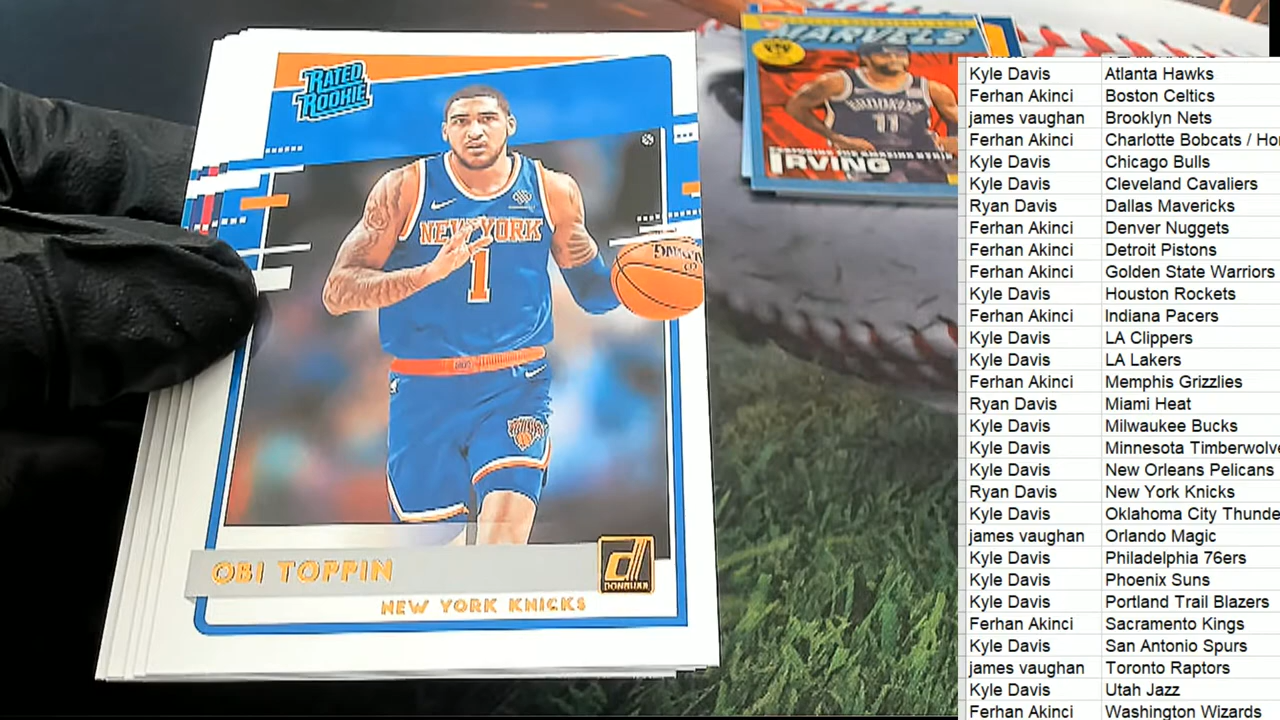 RATED
ROOKIE
NEW YORK
1
SPALDING
OBI TOPPIN
DONRUSS
NEW YORK KNICKS
MARVELS
11
IRVING
Kyle Davis Atlanta Hawks
Ferhan Akinci Boston Celtics
james vaughan Brooklyn Nets
Ferhan Akinci Charlotte Bobcats / Ho
Kyle Davis Chicago Bulls
Kyle Davis Cleveland Cavaliers
Ryan Davis Dallas Mavericks
Ferhan Akinci Denver Nuggets
Ferhan Akinci Detroit Pistons
Ferhan Akinci Golden State Warriors
Kyle Davis Houston Rockets
Ferhan Akinci Indiana Pacers
Kyle Davis LA Clippers
Kyle Davis LA Lakers
Ferhan Akinci Memphis Grizzlies
Ryan Davis Miami Heat
Kyle Davis Milwaukee Bucks
Kyle Davis Minnesota Timberwolve
Kyle Davis New Orleans Pelicans
Ryan Davis New York Knicks
Kyle Davis Oklahoma City Thunde
james vaughan Orlando Magic
Kyle Davis Philadelphia 76ers
Kyle Davis Phoenix Suns
Kyle Davis Portland Trail Blazers
Ferhan Akinci Sacramento Kings
Kyle Davis San Antonio Spurs
james vaughan Toronto Raptors
Kyle Davis Utah Jazz
Ferhan Akinci Washington Wizards